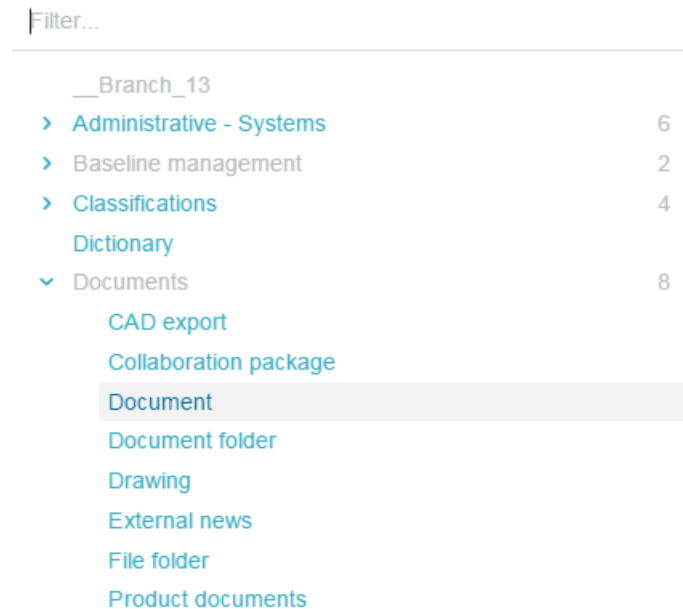 Filter...
__Branch_13
Administrative - Systems 6
Baseline management 2
Classifications 4
Dictionary
Documents 8
CAD export
Collaboration package
Document
Document folder
Drawing
External news
File folder
Product documents